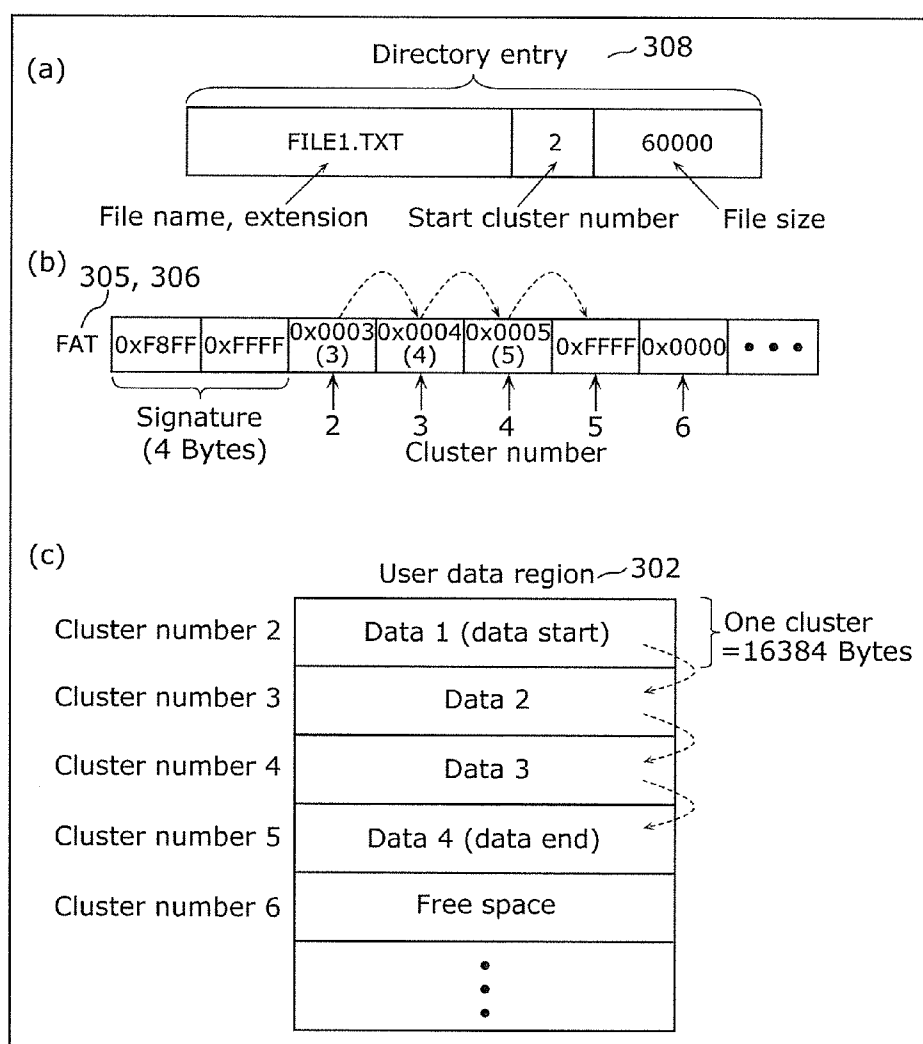 (a)
Directory entry 308
FILE1.TXT 2 60000
File name, extension Start cluster number File size
(b)
305, 306
FAT 0xF8FF 0xFFFF 0x0003 (3) 0x0004 (4) 0x0005 (5) 0xFFFF 0x0000 • • •
Signature (4 Bytes)
2 3 4 5 6
Cluster number
(c)
User data region 302
Cluster number 2 Data 1 (data start)
One cluster =16384 Bytes
Cluster number 3 Data 2
Cluster number 4 Data 3
Cluster number 5 Data 4 (data end)
Cluster number 6 Free space